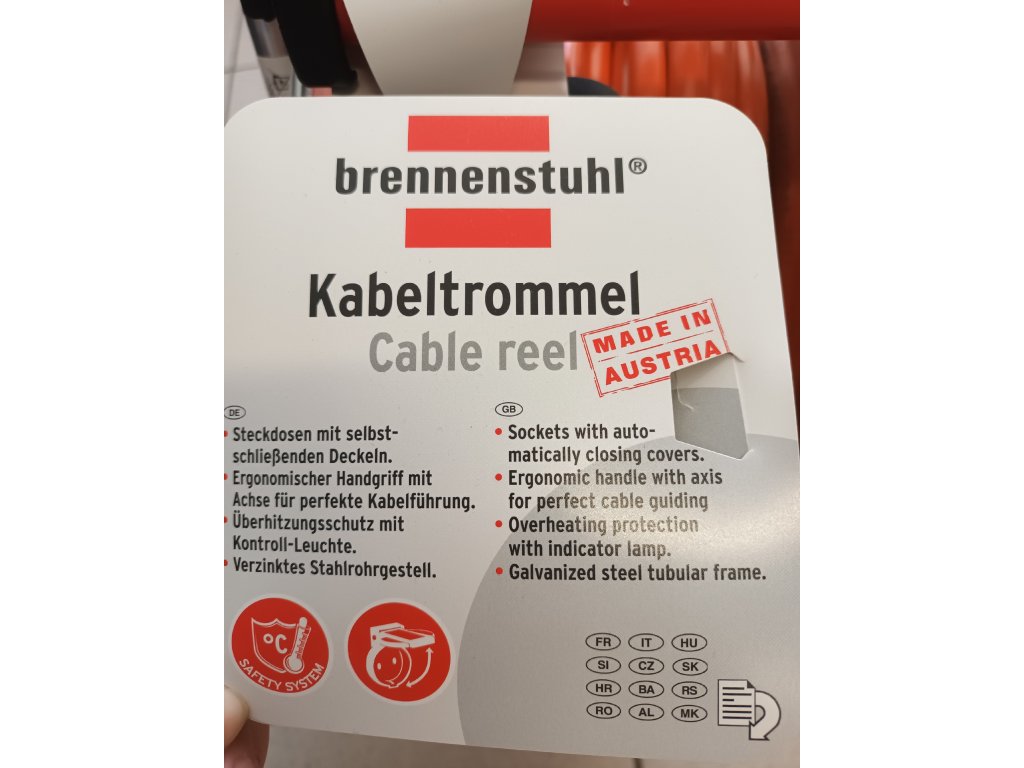 brennenstuhl®
Kabeltrommel
Cable reel
MADE IN
AUSTRIA
DE
• Steckdosen mit selbst-
schließenden Deckeln.
• Ergonomischer Handgriff mit
Achse für perfekte Kabelführung.
• Überhitzungsschutz mit
Kontroll-Leuchte.
• Verzinktes Stahlrohrgestell.
GB
• Sockets with auto-
matically closing covers.
• Ergonomic handle with axis
for perfect cable guiding
• Overheating protection
with indicator lamp.
• Galvanized steel tubular frame.
°C
SAFETY SYSTEM
FR IT HU
SI CZ SK
HR BA RS
RO AL MK